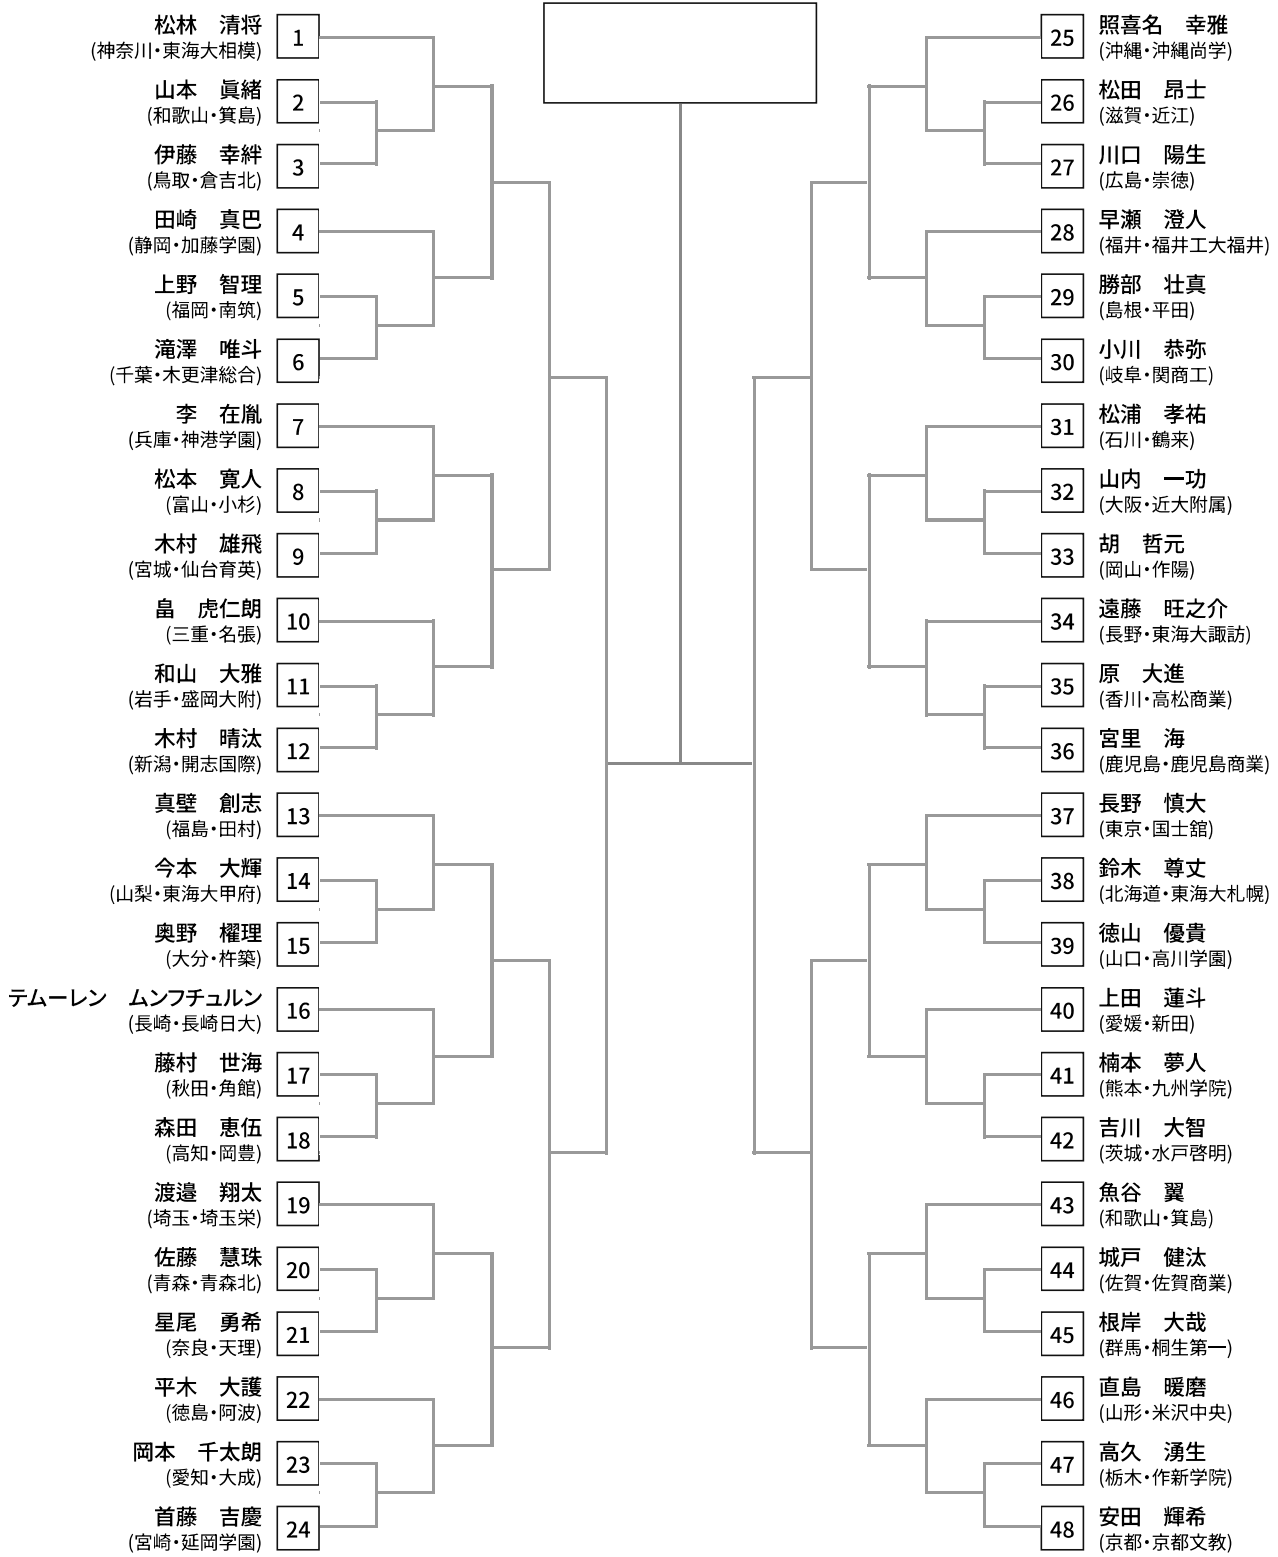 松林　清将
(神奈川・東海大相模)
1
山本　眞緒
(和歌山・箕島)
2
伊藤　幸絆
(鳥取・倉吉北)
3
田崎　真巴
(静岡・加藤学園)
4
上野　智理
(福岡・南筑)
5
滝澤　唯斗
(千葉・木更津総合)
6
李　在胤
(兵庫・神港学園)
7
松本　寛人
(富山・小杉)
8
木村　雄飛
(宮城・仙台育英)
9
畠　虎仁朗
(三重・名張)
10
和山　大雅
(岩手・盛岡大附)
11
木村　晴汰
(新潟・開志国際)
12
真壁　創志
(福島・田村)
13
今本　大輝
(山梨・東海大甲府)
14
奥野　櫂理
(大分・杵築)
15
テムーレン　ムンフチュルン
(長崎・長崎日大)
16
藤村　世海
(秋田・角館)
17
森田　恵伍
(高知・岡豊)
18
渡邉　翔太
(埼玉・埼玉栄)
19
佐藤　慧珠
(青森・青森北)
20
星尾　勇希
(奈良・天理)
21
平木　大護
(徳島・阿波)
22
岡本　千太朗
(愛知・大成)
23
首藤　吉慶
(宮崎・延岡学園)
24
25
照喜名　幸雅
(沖縄・沖縄尚学)
26
松田　昂士
(滋賀・近江)
27
川口　陽生
(広島・崇徳)
28
早瀬　澄人
(福井・福井工大福井)
29
勝部　壮真
(島根・平田)
30
小川　恭弥
(岐阜・関商工)
31
松浦　孝祐
(石川・鶴来)
32
山内　一功
(大阪・近大附属)
33
胡　哲元
(岡山・作陽)
34
遠藤　旺之介
(長野・東海大諏訪)
35
原　大進
(香川・高松商業)
36
宮里　海
(鹿児島・鹿児島商業)
37
長野　慎大
(東京・国士舘)
38
鈴木　尊丈
(北海道・東海大札幌)
39
徳山　優貴
(山口・高川学園)
40
上田　蓮斗
(愛媛・新田)
41
楠本　夢人
(熊本・九州学院)
42
吉川　大智
(茨城・水戸啓明)
43
魚谷　翼
(和歌山・箕島)
44
城戸　健汰
(佐賀・佐賀商業)
45
根岸　大哉
(群馬・桐生第一)
46
直島　暖磨
(山形・米沢中央)
47
高久　湧生
(栃木・作新学院)
48
安田　輝希
(京都・京都文教)